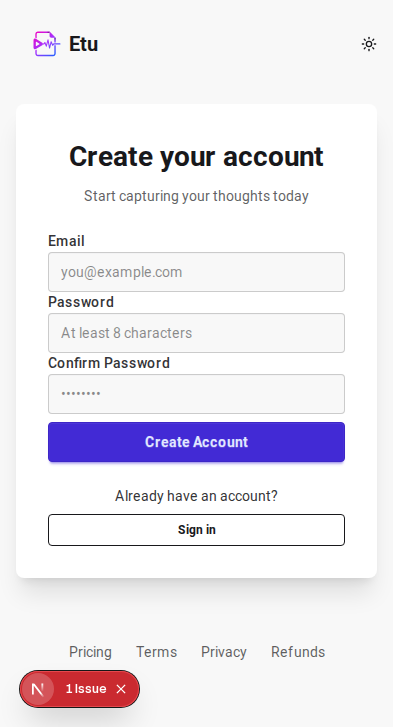 Etu
Create your account
Start capturing your thoughts today
Email
you@example.com
Password
At least 8 characters
Confirm Password
••••••••
Create Account
Already have an account?
Sign in
Pricing Terms Privacy Refunds
N 1 Issue